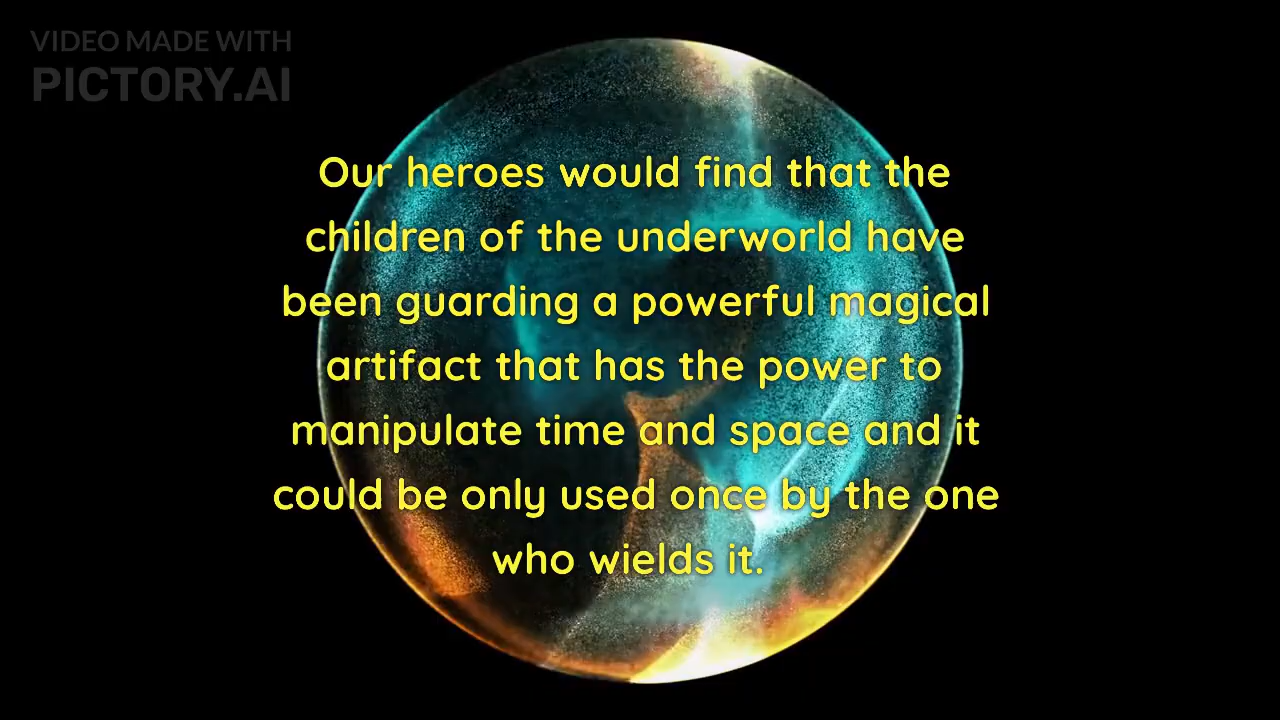 VIDEO MADE WITH
PICTORY.AI
Our heroes would find that the
children of the underworld have
been guarding a powerful magical
artifact that has the power to
manipulate time and space and it
could be only used once by the one
who wields it.